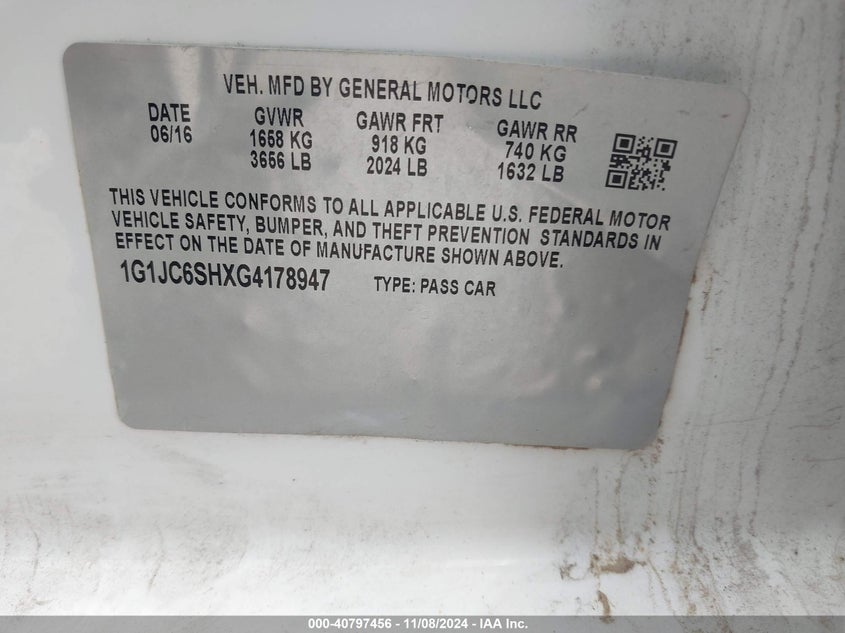 VEH. MFD BY GENERAL MOTORS LLC
DATE GVWR GAWR FRT GAWR RR
06/16 1658 KG 918 KG 740 KG
3656 LB 2024 LB 1632 LB
THIS VEHICLE CONFORMS TO ALL APPLICABLE U.S. FEDERAL MOTOR
VEHICLE SAFETY, BUMPER, AND THEFT PREVENTION STANDARDS IN
EFFECT ON THE DATE OF MANUFACTURE SHOWN ABOVE.
1G1JC6SHXG4178947 TYPE: PASS CAR
000-40797456 - 11/08/2024 - IAA Inc.